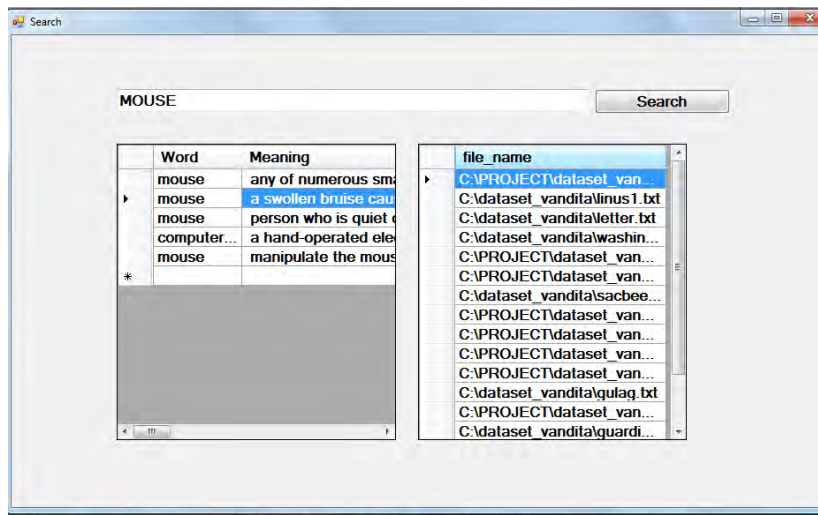 Search
MOUSE
Search
Word Meaning
mouse any of numerous sma
mouse a swollen bruise cau
mouse person who is quiet
computer... a hand-operated ele
mouse manipulate the mous
file_name
C:\PROJECT\dataset_van...
C:\dataset_vandita\linus1.txt
C:\dataset_vandita\letter.txt
C:\dataset_vandita\washin...
C:\PROJECT\dataset_van...
C:\PROJECT\dataset_van...
C:\dataset_vandita\sacbee...
C:\PROJECT\dataset_van...
C:\PROJECT\dataset_van...
C:\PROJECT\dataset_van...
C:\PROJECT\dataset_van...
C:\dataset_vandita\gulag.txt
C:\PROJECT\dataset_van...
C:\dataset_vandita\guardi...